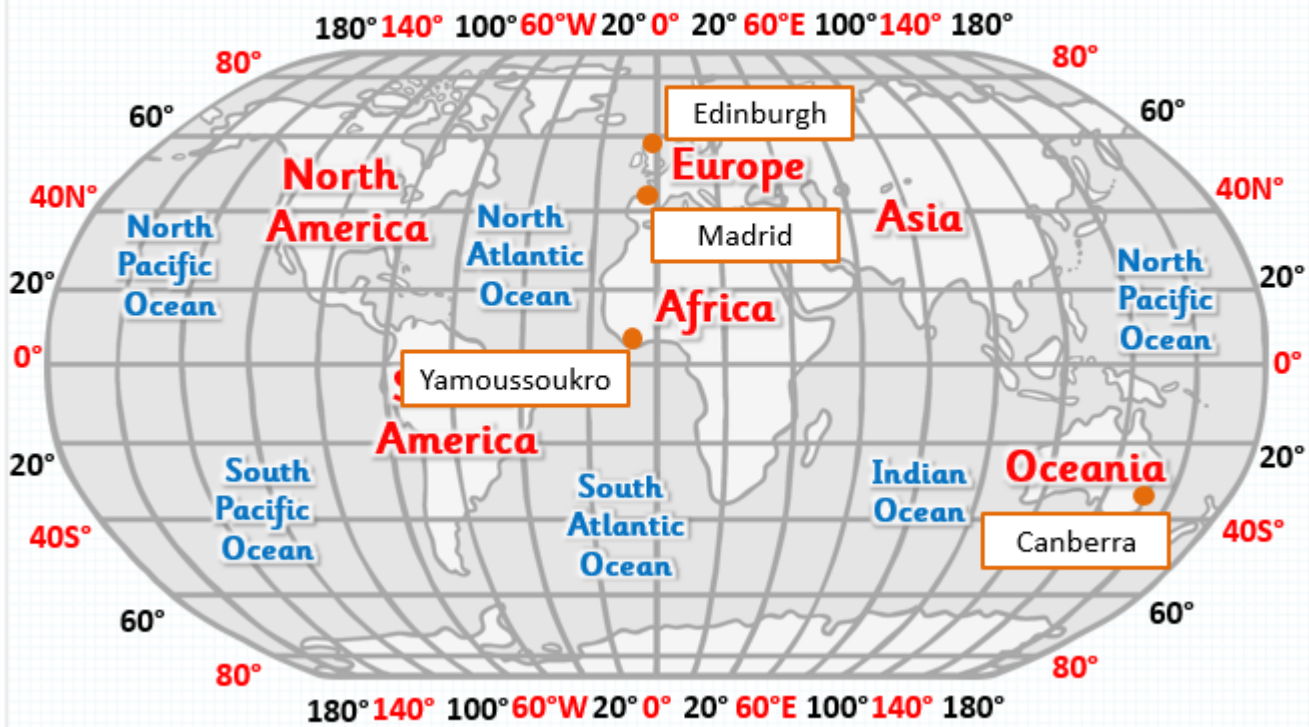 180° 140° 100° 60°W 20° 0° 20° 60°E 100° 140° 180°
80° 80°
60° 60°
Edinburgh
Europe
North
America
40N° 40N°
Asia
North
Pacific
Ocean
North
Atlantic
Ocean
Madrid
North
Pacific
Ocean
20° 20°
Africa
0° 0°
Yamoussoukro
S
America
20° 20°
South
Pacific
Ocean
South
Atlantic
Ocean
Indian
Ocean
Oceania
40S° 40S°
Canberra
60° 60°
80° 80°
180° 140° 100° 60°W 20° 0° 20° 60°E 100° 140° 180°